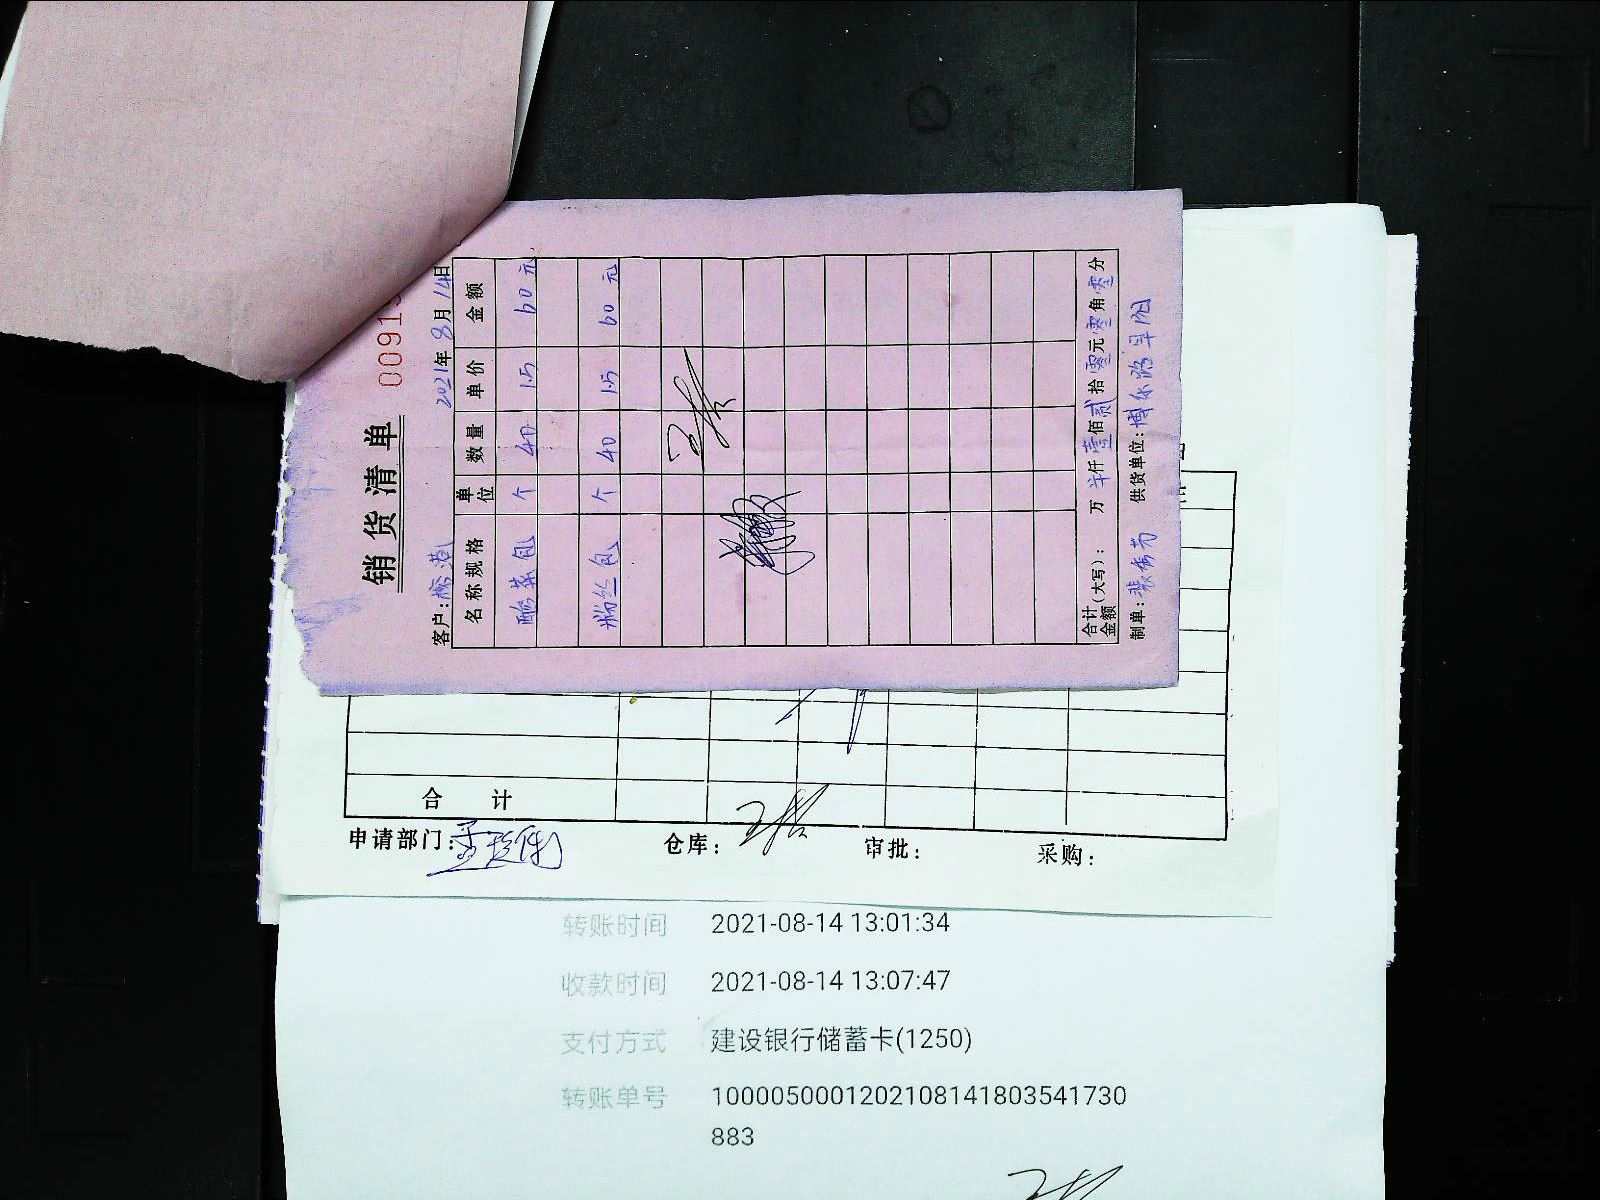 销货清单
0091
2021年8月14日
客户:
名称规格 单位 数量 单价 金额
酸菜包 个 40 1.5 60元
粉丝包 个 40 1.5 60元
合计金额(大写): 万 仟 壹佰贰拾零元零角零分
制单: 供货单位:
合 计
申请部门: 仓库: 审批: 采购:
转账时间 2021-08-14 13:01:34
收款时间 2021-08-14 13:07:47
支付方式 建设银行储蓄卡(1250)
转账单号 1000050001202108141803541730
883